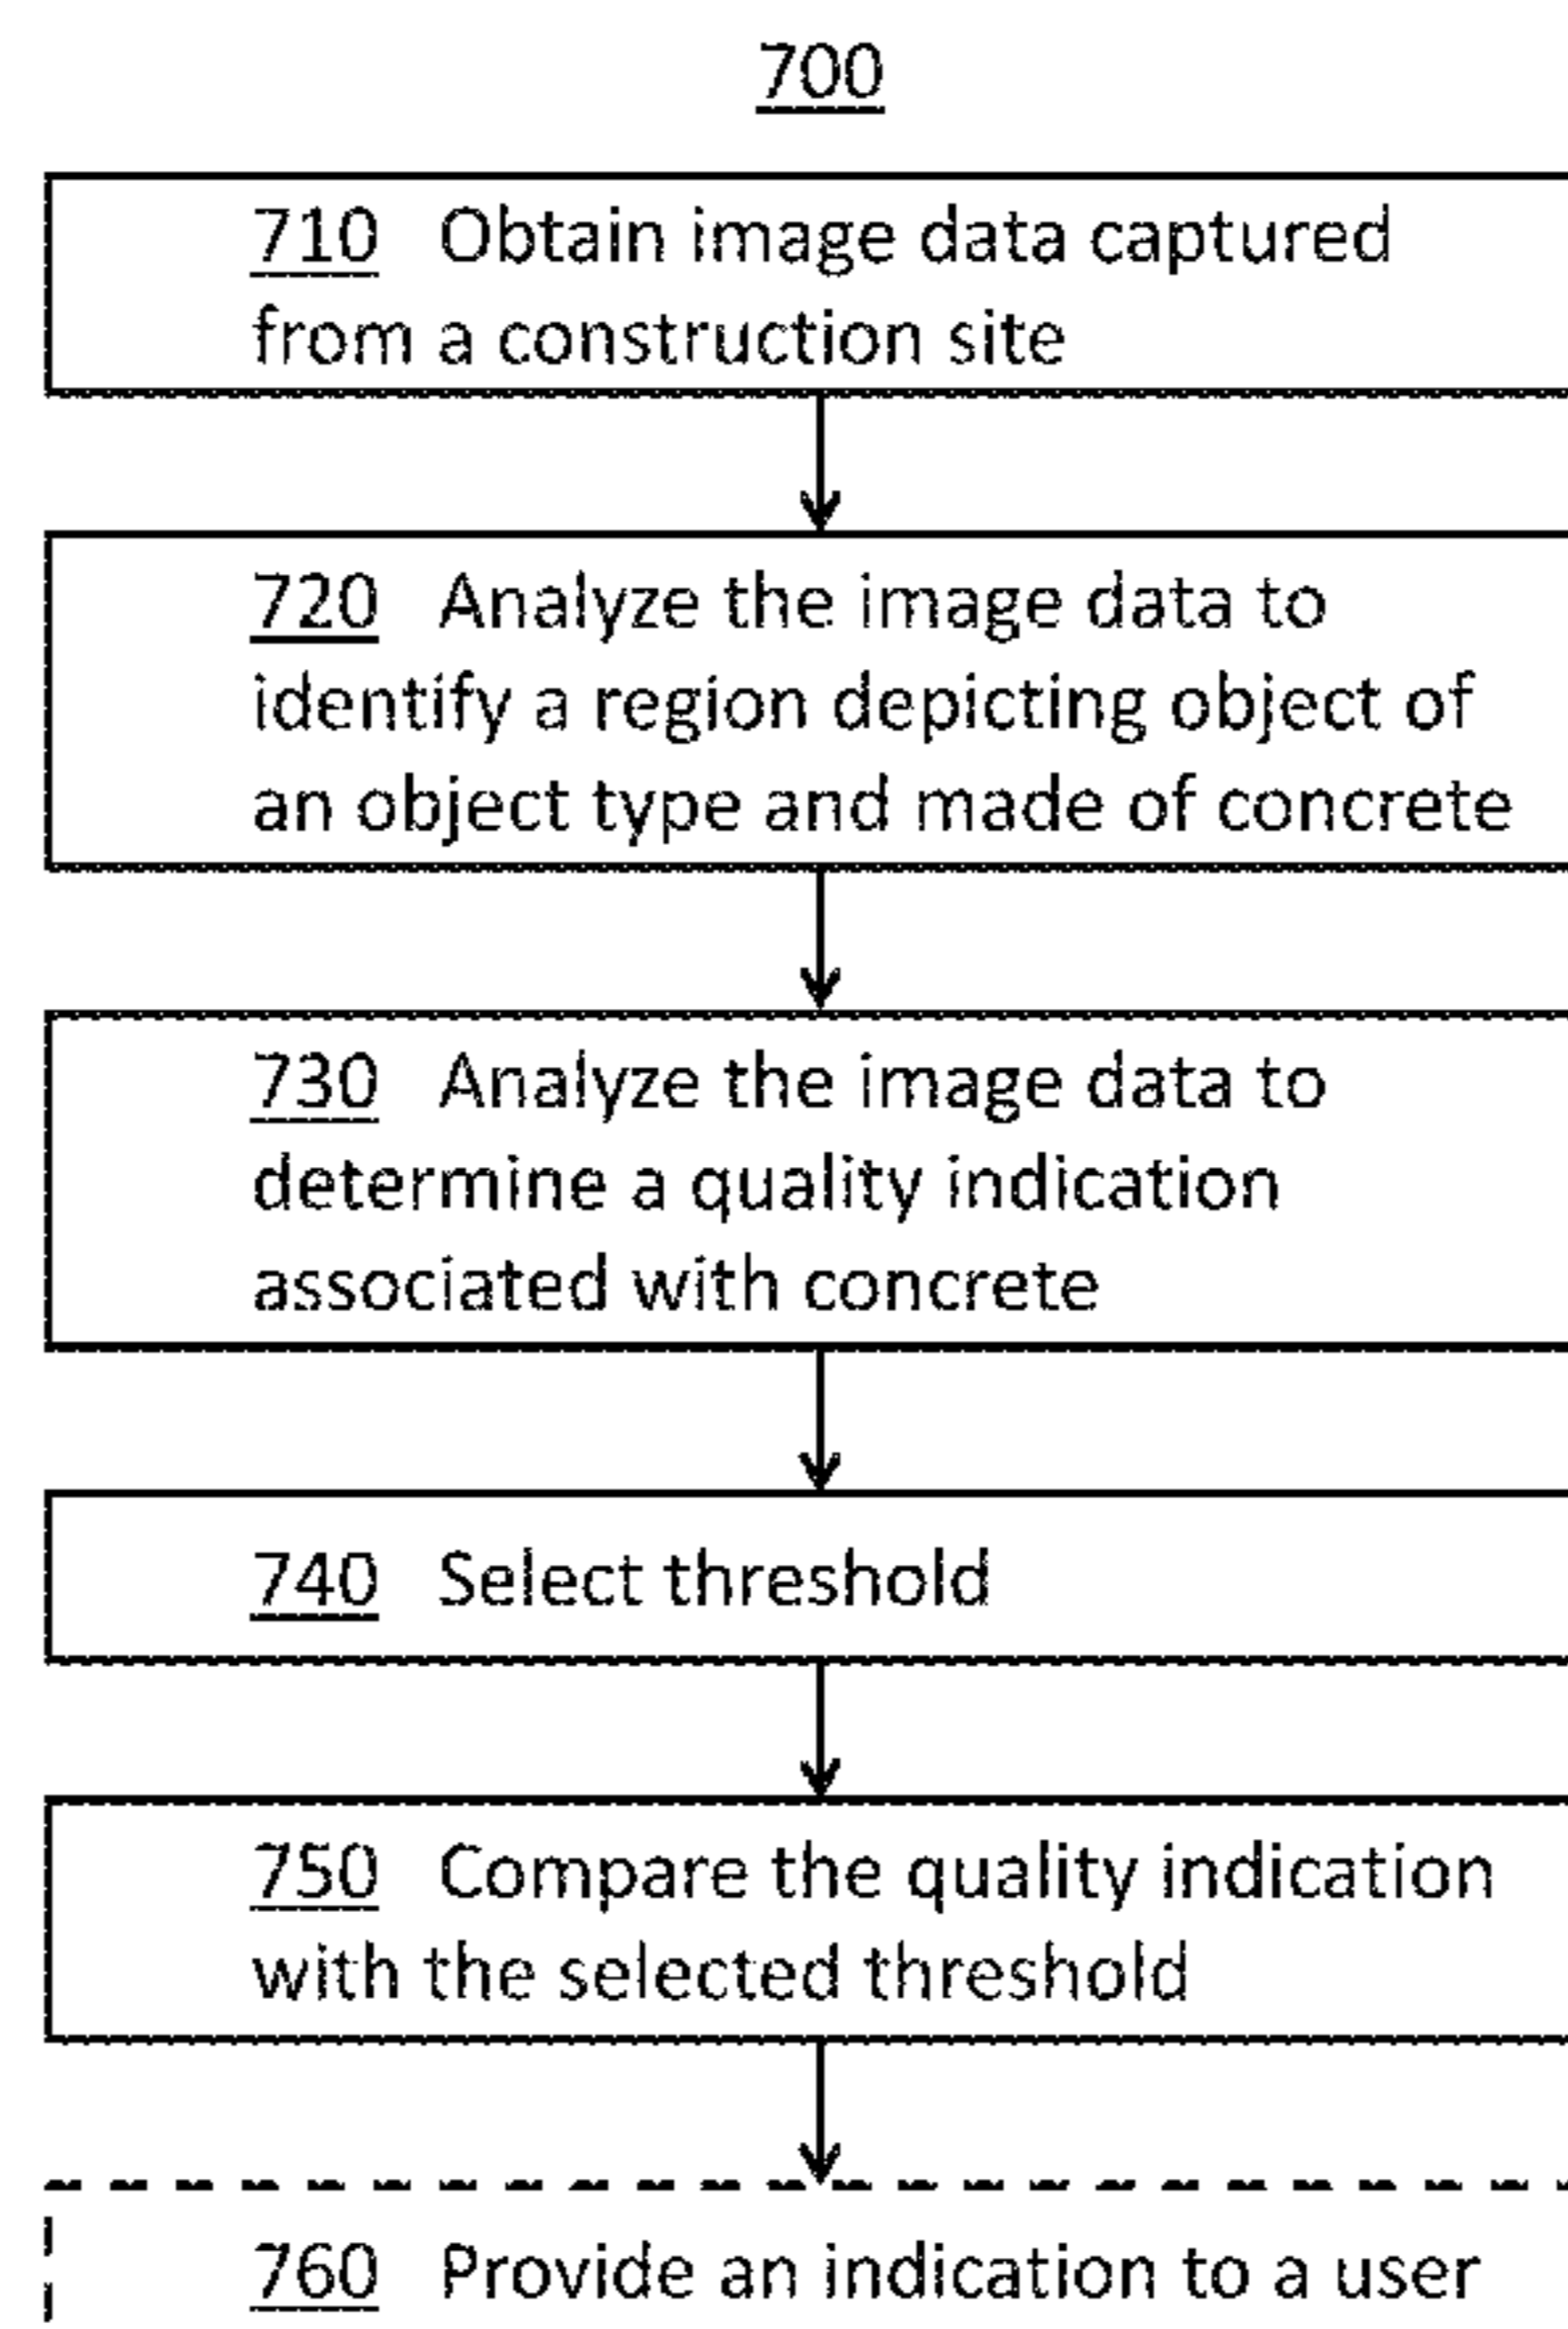 700
710 Obtain image data captured
from a construction site
720 Analyze the image data to
identify a region depicting object of
an object type and made of concrete
730 Analyze the image data to
determine a quality indication
associated with concrete
740 Select threshold
750 Compare the quality indication
with the selected threshold
760 Provide an indication to a user